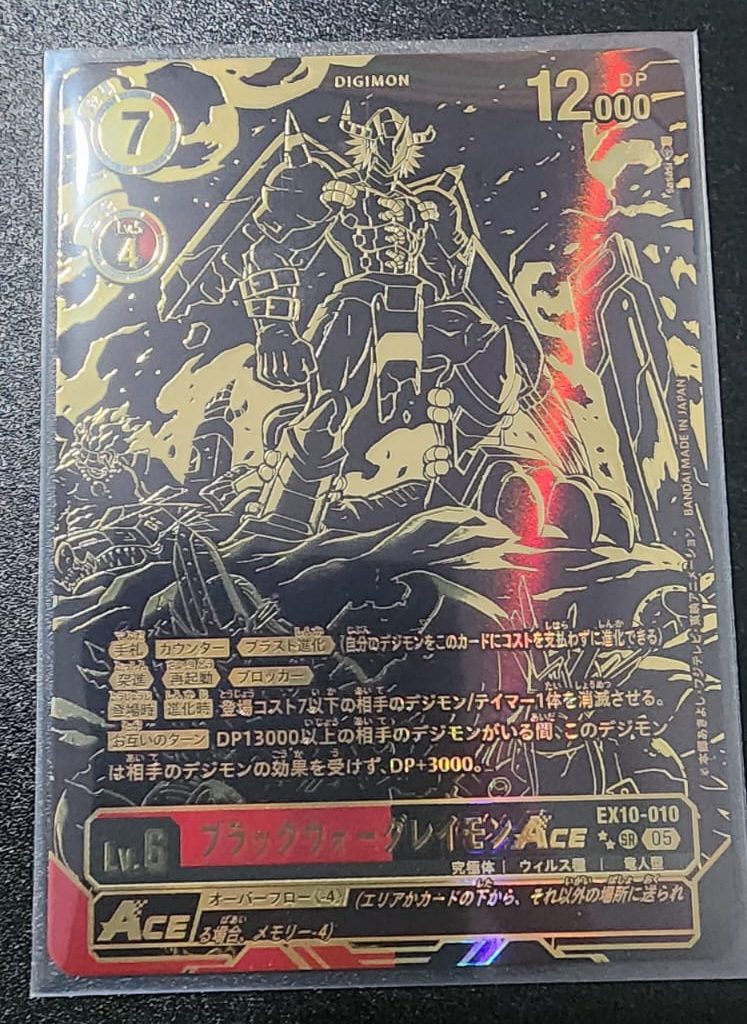 DIGIMON
7
DP
12000
Lv.5
4
BANDAI MADE IN JAPAN
手札 カウンター ブラスト進化 (自分のデジモンをこのカードにコストを支払わずに進化できる)
突進 再起動 ブロッカー
登場時 進化時 登場コスト7以下の相手のデジモン/テイマー1体を消滅させる。
お互いのターン DP13000以上の相手のデジモンがいる間、このデジモン
は相手のデジモンの効果を受けず、DP+3000。
EX10-010
Lv.6 ブラックウォーグレイモンACE SR 05
究極体 | ウィルス種 | 竜人型
ACE オーバーフロー《-4》 (エリアかカードの下から、それ以外の場所に送られ
る場合、メモリー-4)